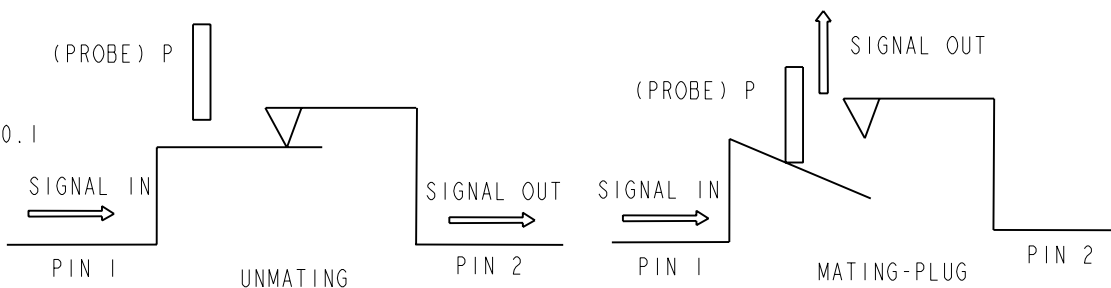 (PROBE) P
0.1
SIGNAL IN
SIGNAL OUT
PIN 1
PIN 2
UNMATING
SIGNAL OUT
(PROBE) P
SIGNAL IN
PIN 1
PIN 2
MATING-PLUG